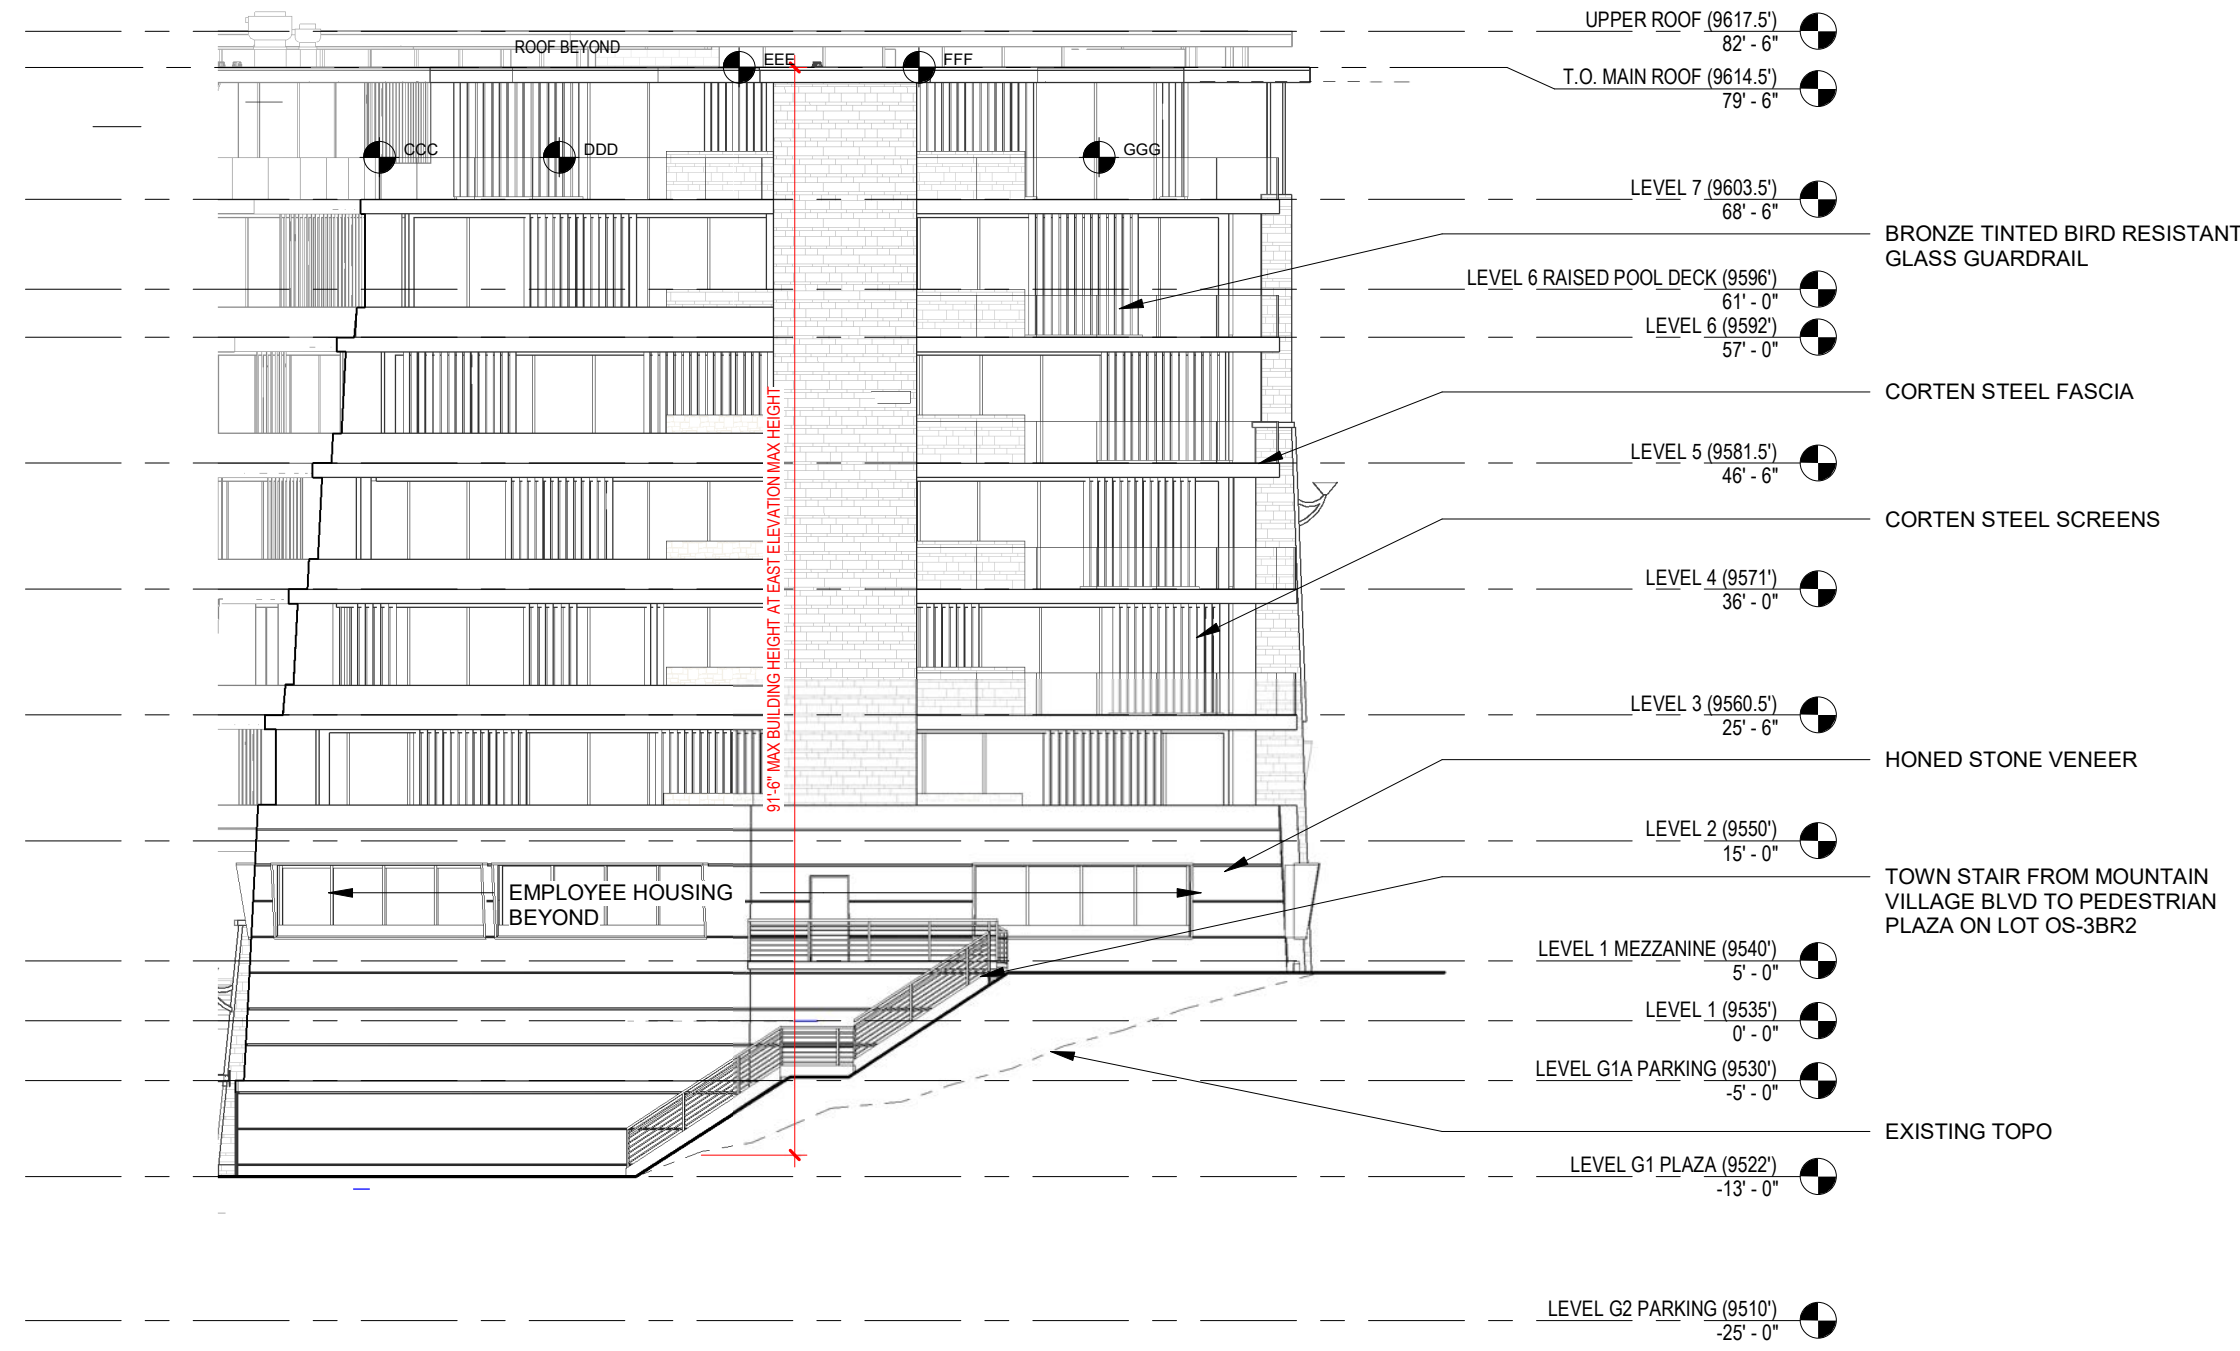 UPPER ROOF (9617.5')
82' - 6"
ROOF BEYOND
EEE
FFF
T.O. MAIN ROOF (9614.5')
79' - 6"
CCC
DDD
GGG
LEVEL 7 (9603.5')
68' - 6"
BRONZE TINTED BIRD RESISTANT
GLASS GUARDRAIL
LEVEL 6 RAISED POOL DECK (9596')
61' - 0"
LEVEL 6 (9592')
57' - 0"
CORTEN STEEL FASCIA
91'-6" MAX BUILDING HEIGHT AT EAST ELEVATION MAX HEIGHT
LEVEL 5 (9581.5')
46' - 6"
CORTEN STEEL SCREENS
LEVEL 4 (9571')
36' - 0"
LEVEL 3 (9560.5')
25' - 6"
HONED STONE VENEER
LEVEL 2 (9550')
15' - 0"
EMPLOYEE HOUSING
BEYOND
TOWN STAIR FROM MOUNTAIN
VILLAGE BLVD TO PEDESTRIAN
PLAZA ON LOT OS-3BR2
LEVEL 1 MEZZANINE (9540')
5' - 0"
LEVEL 1 (9535')
0' - 0"
LEVEL G1A PARKING (9530')
-5' - 0"
EXISTING TOPO
LEVEL G1 PLAZA (9522')
-13' - 0"
LEVEL G2 PARKING (9510')
-25' - 0"